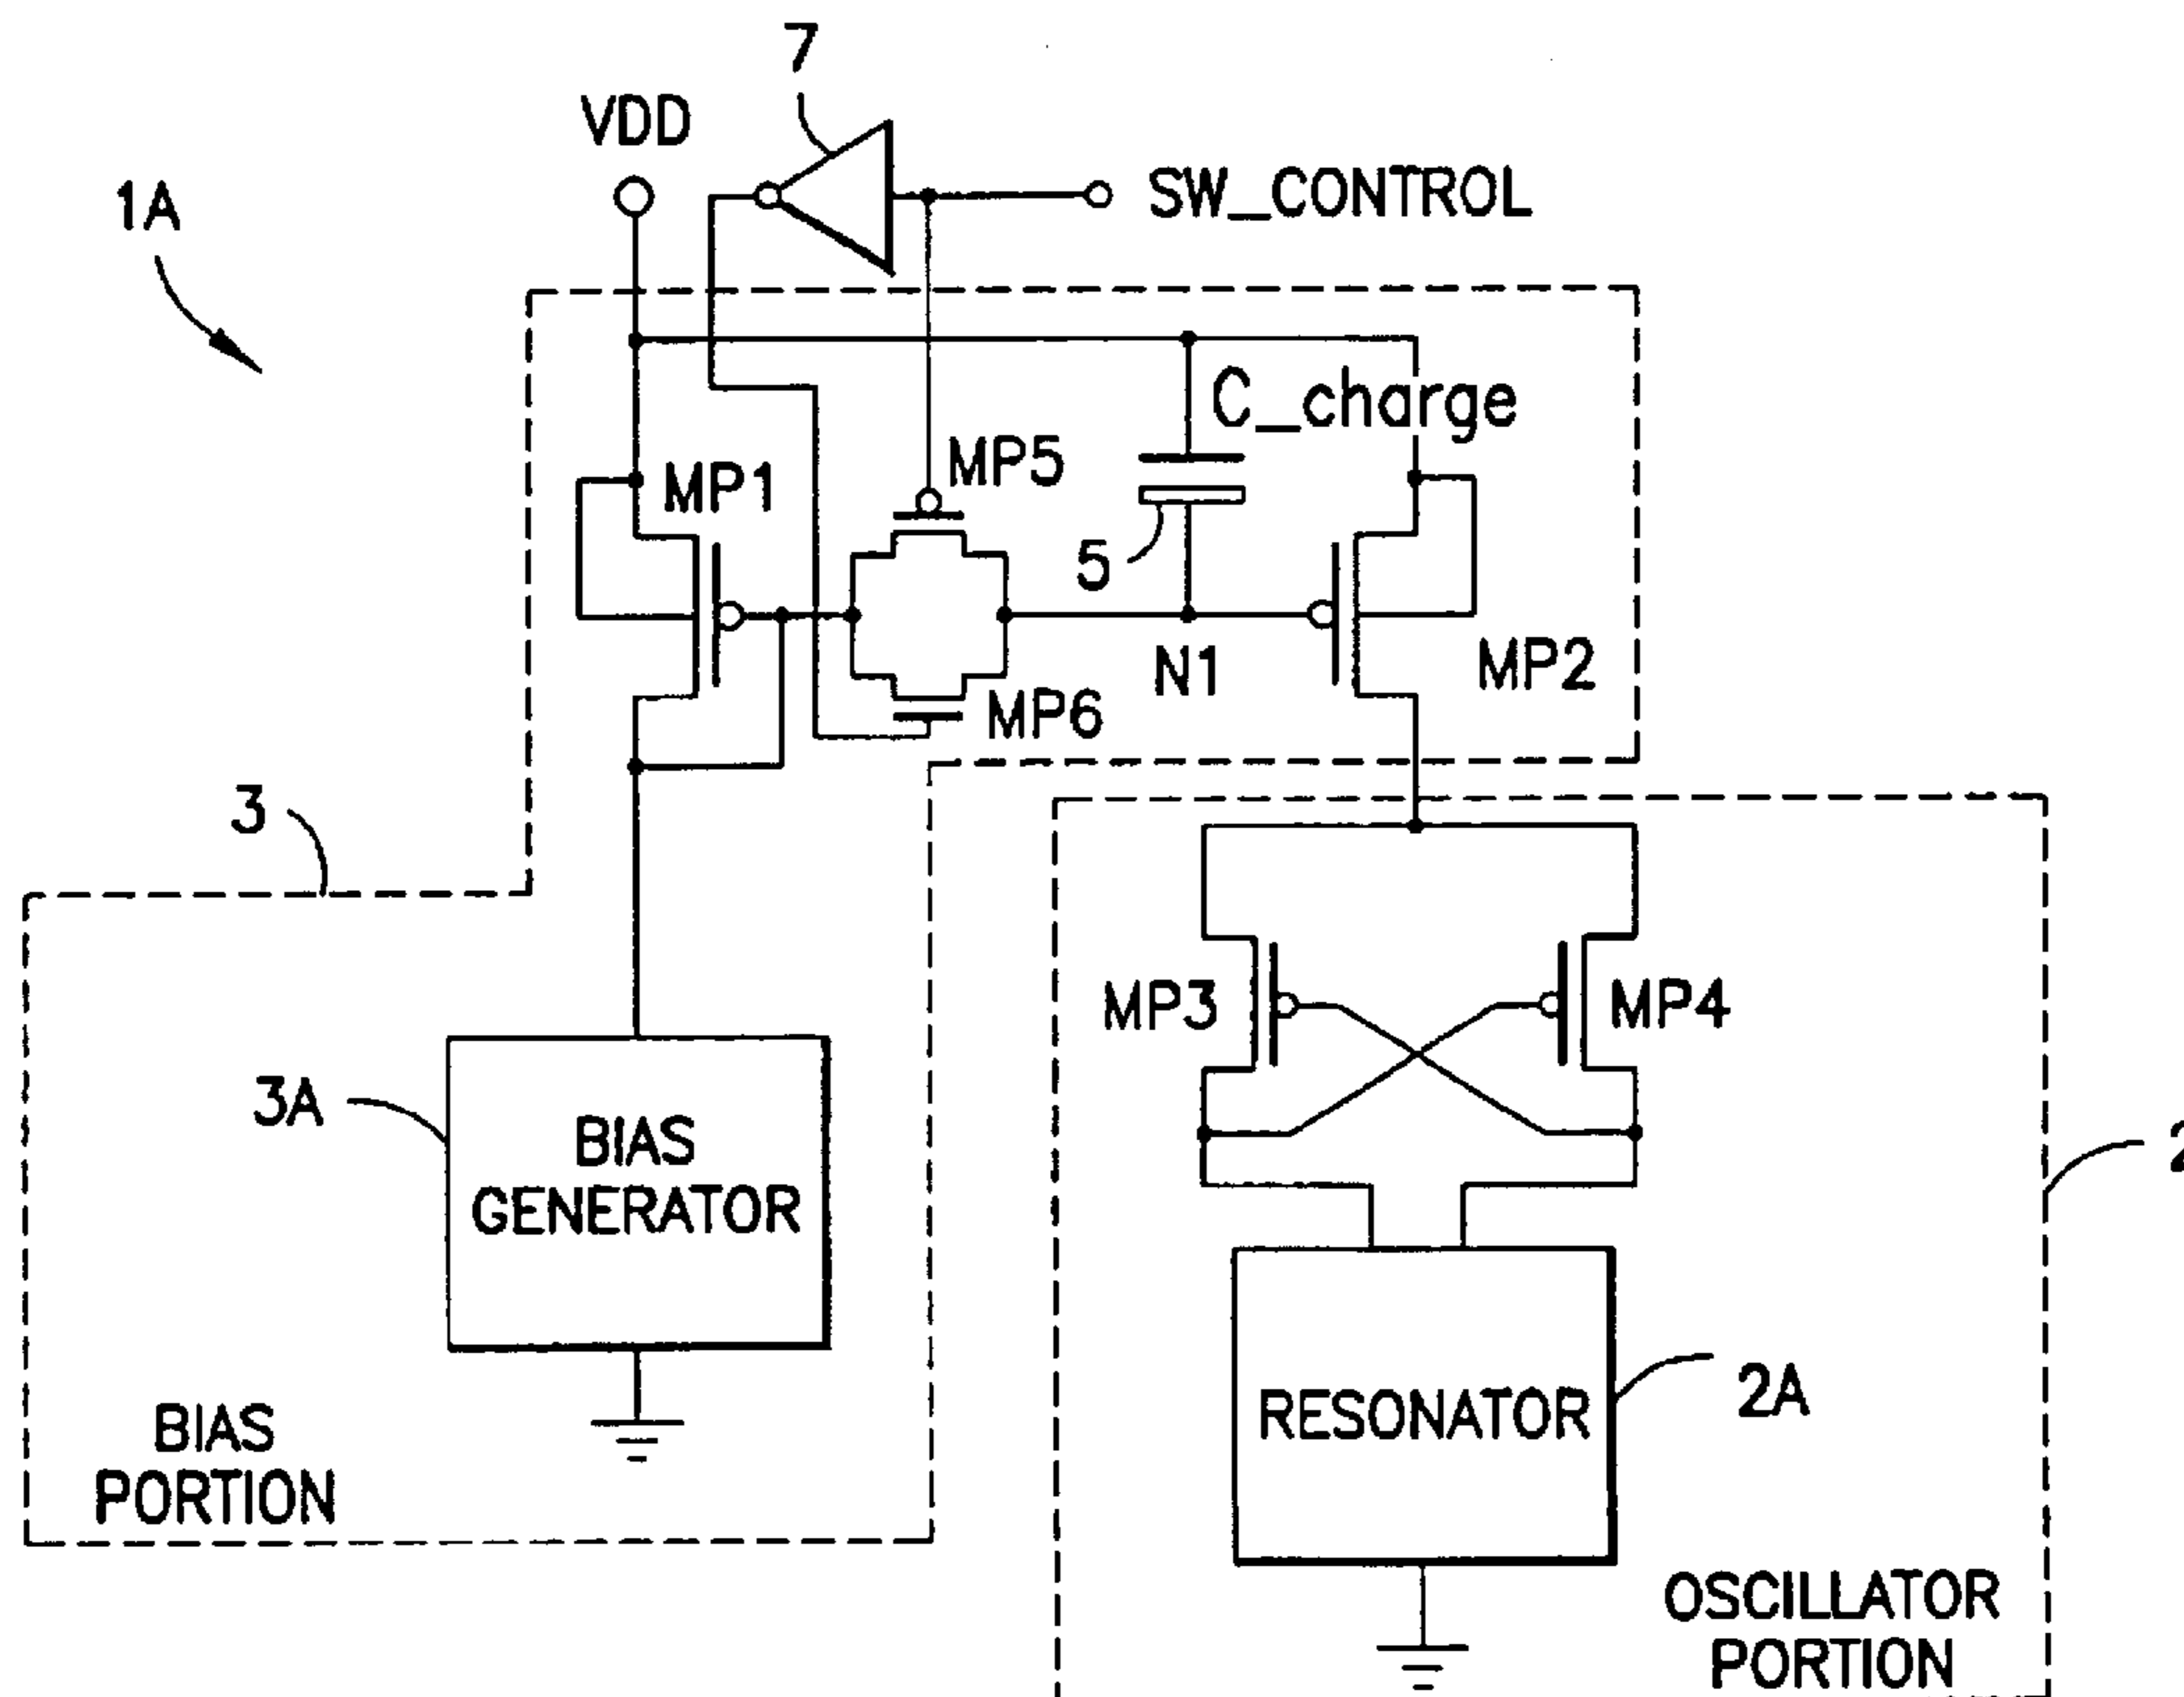 7
VDD
1A
SW_CONTROL
C_charge
MP5
MP1
5
N1
MP2
MP6
3
MP3
MP4
3A
BIAS
GENERATOR
2
2A
RESONATOR
BIAS
PORTION
OSCILLATOR
PORTION